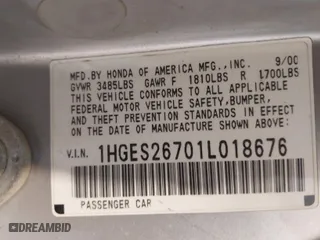 MFD.BY HONDA OF AMERICA MFG.,INC. 9/00
GVWR 3485LBS GAWR F 1810LBS R 1700LBS
THIS VEHICLE CONFORMS TO ALL APPLICABLE
FEDERAL MOTOR VEHICLE SAFETY,BUMPER,
AND THEFT PREVENTION STANDARDS IN EFFECT
ON THE DATE OF MANUFACTURE SHOWN ABOVE.
V.I.N. 1HGES26701L018676
PASSENGER CAR
DREAMBID